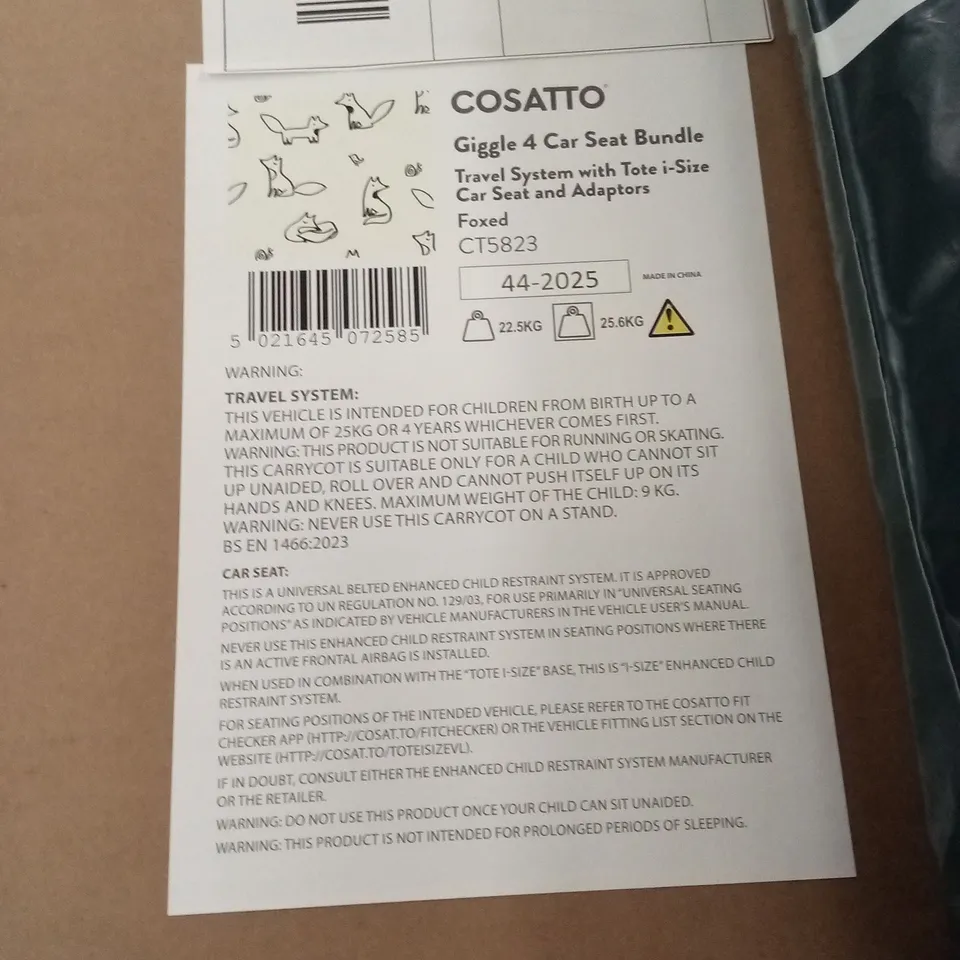 COSATTO
Giggle 4 Car Seat Bundle
Travel System with Tote i-Size
Car Seat and Adaptors
Foxed
CT5823
44-2025
MADE IN CHINA
22.5KG
25.6KG
5 021645 072585
WARNING:
TRAVEL SYSTEM:
THIS VEHICLE IS INTENDED FOR CHILDREN FROM BIRTH UP TO A
MAXIMUM OF 25KG OR 4 YEARS WHICHEVER COMES FIRST.
WARNING: THIS PRODUCT IS NOT SUITABLE FOR RUNNING OR SKATING.
THIS CARRYCOT IS SUITABLE ONLY FOR A CHILD WHO CANNOT SIT
UP UNAIDED, ROLL OVER AND CANNOT PUSH ITSELF UP ON ITS
HANDS AND KNEES. MAXIMUM WEIGHT OF THE CHILD: 9 KG.
WARNING: NEVER USE THIS CARRYCOT ON A STAND.
BS EN 1466:2023
CAR SEAT:
THIS IS A UNIVERSAL BELTED ENHANCED CHILD RESTRAINT SYSTEM. IT IS APPROVED
ACCORDING TO UN REGULATION NO. 129/03, FOR USE PRIMARILY IN "UNIVERSAL SEATING
POSITIONS" AS INDICATED BY VEHICLE MANUFACTURERS IN THE VEHICLE USER'S MANUAL.
NEVER USE THIS ENHANCED CHILD RESTRAINT SYSTEM IN SEATING POSITIONS WHERE THERE
IS AN ACTIVE FRONTAL AIRBAG IS INSTALLED.
WHEN USED IN COMBINATION WITH THE "TOTE I-SIZE" BASE, THIS IS "I-SIZE" ENHANCED CHILD
RESTRAINT SYSTEM.
FOR SEATING POSITIONS OF THE INTENDED VEHICLE, PLEASE REFER TO THE COSATTO FIT
CHECKER APP (HTTP://COSAT.TO/FITCHECKER) OR THE VEHICLE FITTING LIST SECTION ON THE
WEBSITE (HTTP://COSAT.TO/TOTEISIZEVL).
IF IN DOUBT, CONSULT EITHER THE ENHANCED CHILD RESTRAINT SYSTEM MANUFACTURER
OR THE RETAILER.
WARNING: DO NOT USE THIS PRODUCT ONCE YOUR CHILD CAN SIT UNAIDED.
WARNING: THIS PRODUCT IS NOT INTENDED FOR PROLONGED PERIODS OF SLEEPING.